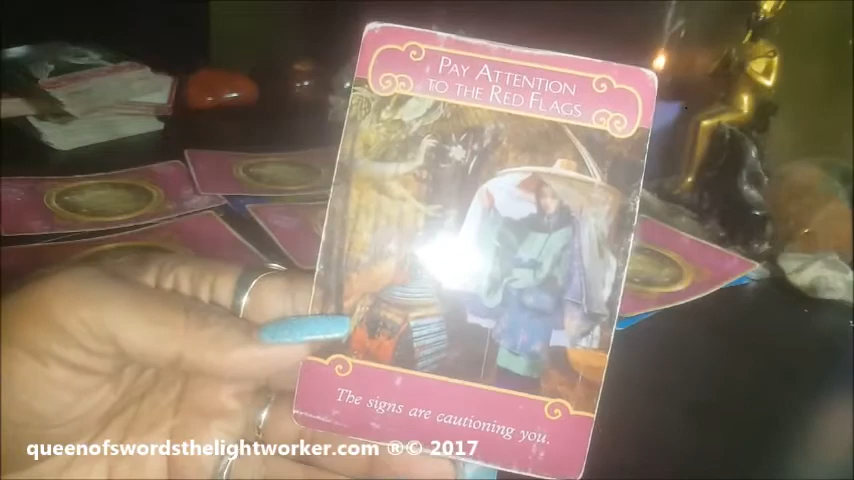 PAY ATTENTION
TO THE RED FLAGS
The signs are cautioning you.
queenofswordsthelightworker.com ®© 2017